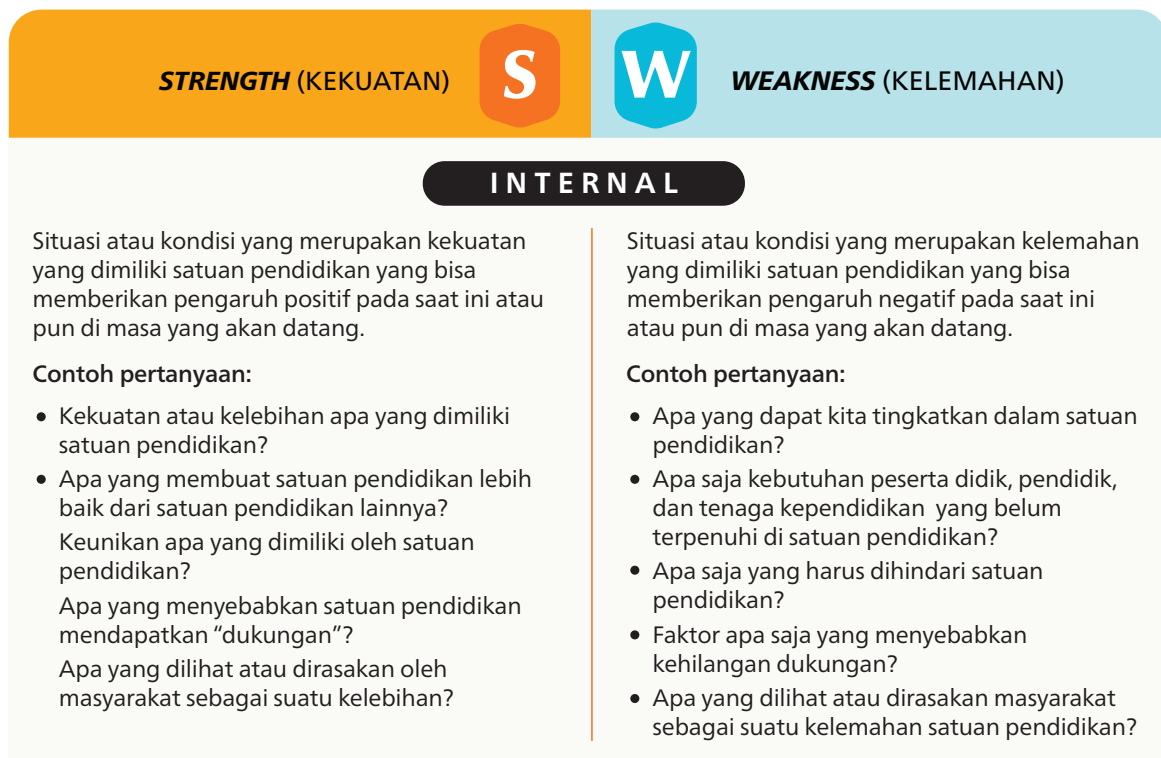 STRENGTH (KEKUATAN)
S
W
WEAKNESS (KELEMAHAN)
INTERNAL
Situasi atau kondisi yang merupakan kekuatan
yang dimiliki satuan pendidikan yang bisa
memberikan pengaruh positif pada saat ini atau
pun di masa yang akan datang.
Contoh pertanyaan:
• Kekuatan atau kelebihan apa yang dimiliki
satuan pendidikan?
• Apa yang membuat satuan pendidikan lebih
baik dari satuan pendidikan lainnya?
Keunikan apa yang dimiliki oleh satuan
pendidikan?
Apa yang menyebabkan satuan pendidikan
mendapatkan “dukungan”?
Apa yang dilihat atau dirasakan oleh
masyarakat sebagai suatu kelebihan?
Situasi atau kondisi yang merupakan kelemahan
yang dimiliki satuan pendidikan yang bisa
memberikan pengaruh negatif pada saat ini
atau pun di masa yang akan datang.
Contoh pertanyaan:
• Apa yang dapat kita tingkatkan dalam satuan
pendidikan?
• Apa saja kebutuhan peserta didik, pendidik,
dan tenaga kependidikan yang belum
terpenuhi di satuan pendidikan?
• Apa saja yang harus dihindari satuan
pendidikan?
• Faktor apa saja yang menyebabkan
kehilangan dukungan?
• Apa yang dilihat atau dirasakan masyarakat
sebagai suatu kelemahan satuan pendidikan?